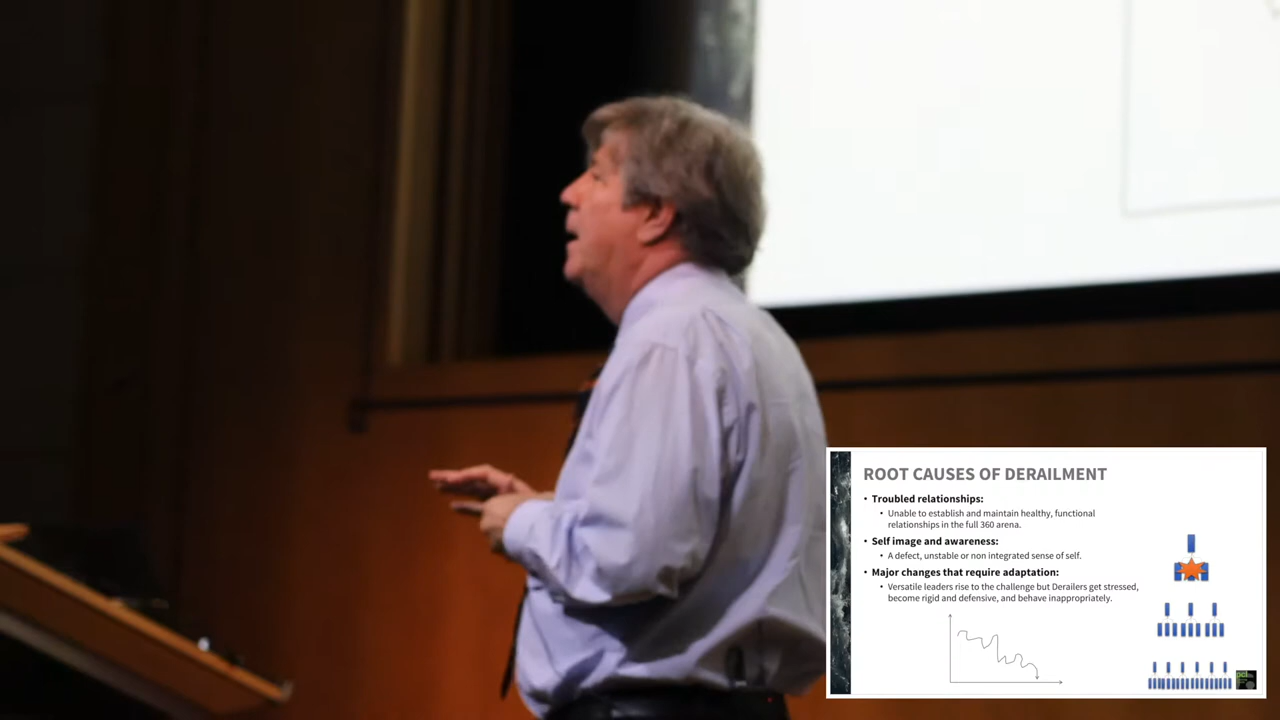 ROOT CAUSES OF DERAILMENT
• Troubled relationships:
• Unable to establish and maintain healthy, functional
relationships in the full 360 arena.
• Self image and awareness:
• A defect, unstable or non integrated sense of self.
• Major changes that require adaptation:
• Versatile leaders rise to the challenge but Derailers get stressed,
become rigid and defensive, and behave inappropriately.
pci